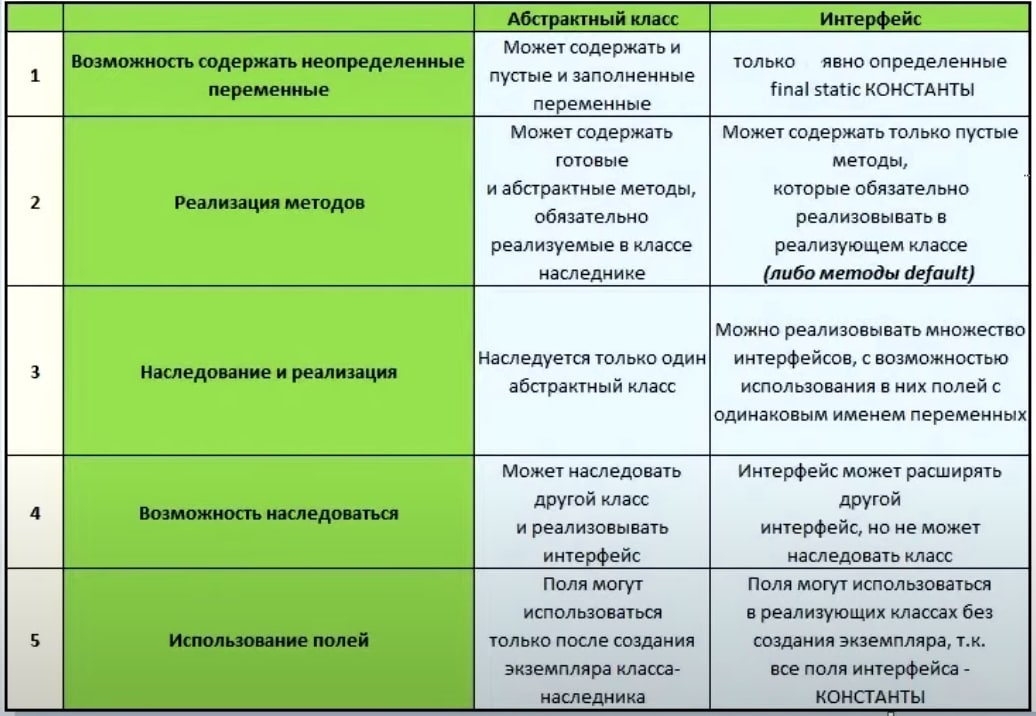 Абстрактный класс
Интерфейс
1
Возможность содержать неопределенные
переменные
Может содержать и
пустые и заполненные
переменные
только явно определенные
final static КОНСТАНТЫ
2
Реализация методов
Может содержать
готовые
и абстрактные методы,
обязательно
реализуемые в классе
наследнике
Может содержать только пустые
методы,
которые обязательно
реализовывать в
реализующем классе
(либо методы default)
3
Наследование и реализация
Наследуется только один
абстрактный класс
Можно реализовывать множество
интерфейсов, с возможностью
использования в них полей с
одинаковым именем переменных
4
Возможность наследоваться
Может наследовать
другой класс
и реализовывать
интерфейс
Интерфейс может расширять
другой
интерфейс, но не может
наследовать класс
5
Использование полей
Поля могут
использоваться
только после создания
экземпляра класса-
наследника
Поля могут использоваться
в реализующих классах без
создания экземпляра, т.к.
все поля интерфейса -
КОНСТАНТЫ